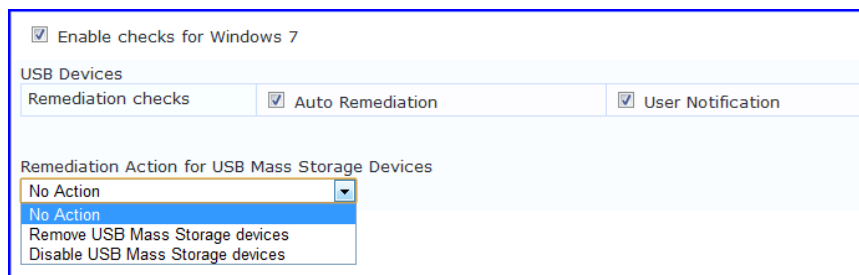 Enable checks for Windows 7
USB Devices
Remediation checks Auto Remediation User Notification
Remediation Action for USB Mass Storage Devices
No Action
No Action
Remove USB Mass Storage devices
Disable USB Mass Storage devices